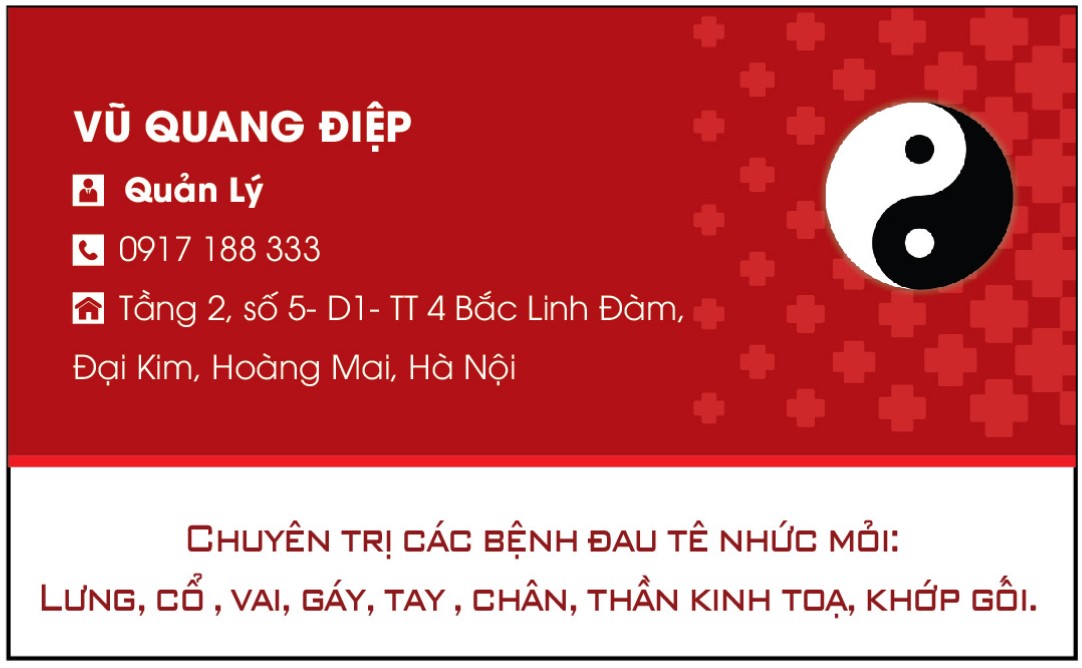 VŨ QUANG ĐIỆP
Quản Lý
0917 188 333
Tầng 2, số 5- D1- TT 4 Bắc Linh Đàm,
Đại Kim, Hoàng Mai, Hà Nội
CHUYÊN TRỊ CÁC BỆNH ĐAU TÊ NHỨC MỎI:
LƯNG, CỔ , VAI, GÁY, TAY , CHÂN, THẦN KINH TOẠ, KHỚP GỐI.